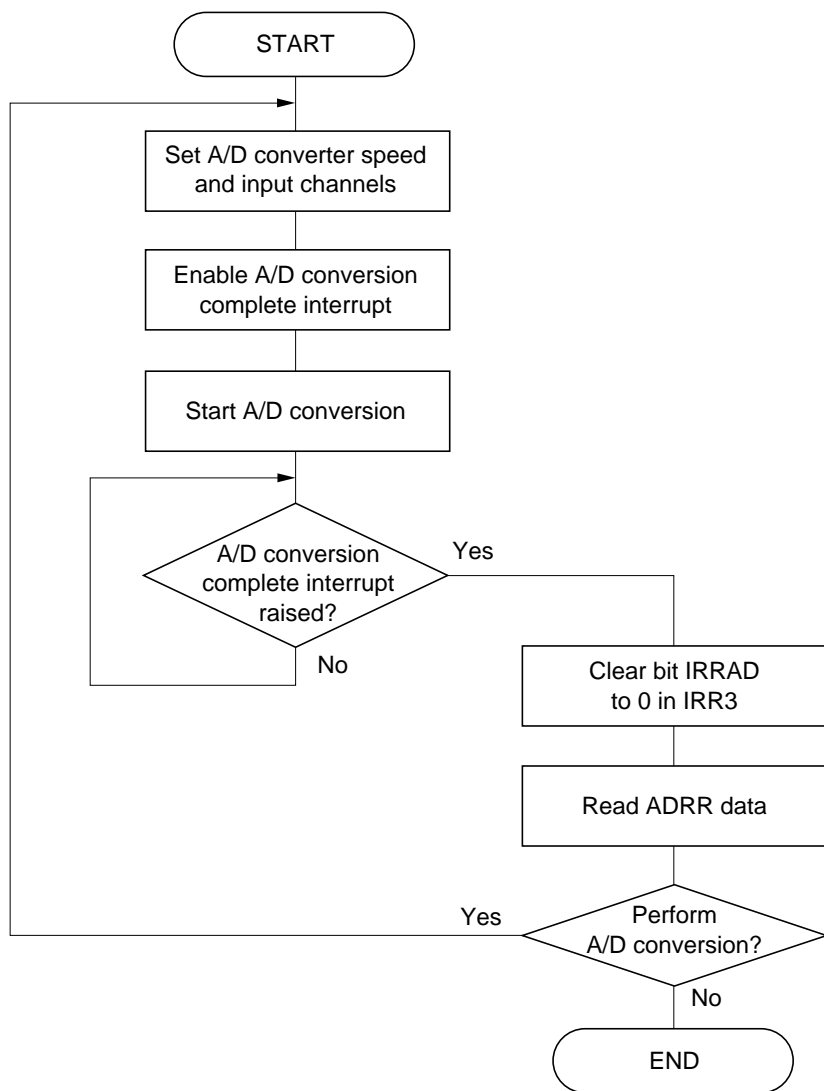 START
Set A/D converter speed
and input channels
Enable A/D conversion
complete interrupt
Start A/D conversion
A/D conversion
complete interrupt
raised?
Yes
No
Clear bit IRRAD
to 0 in IRR3
Read ADRR data
Perform
A/D conversion?
Yes
No
END